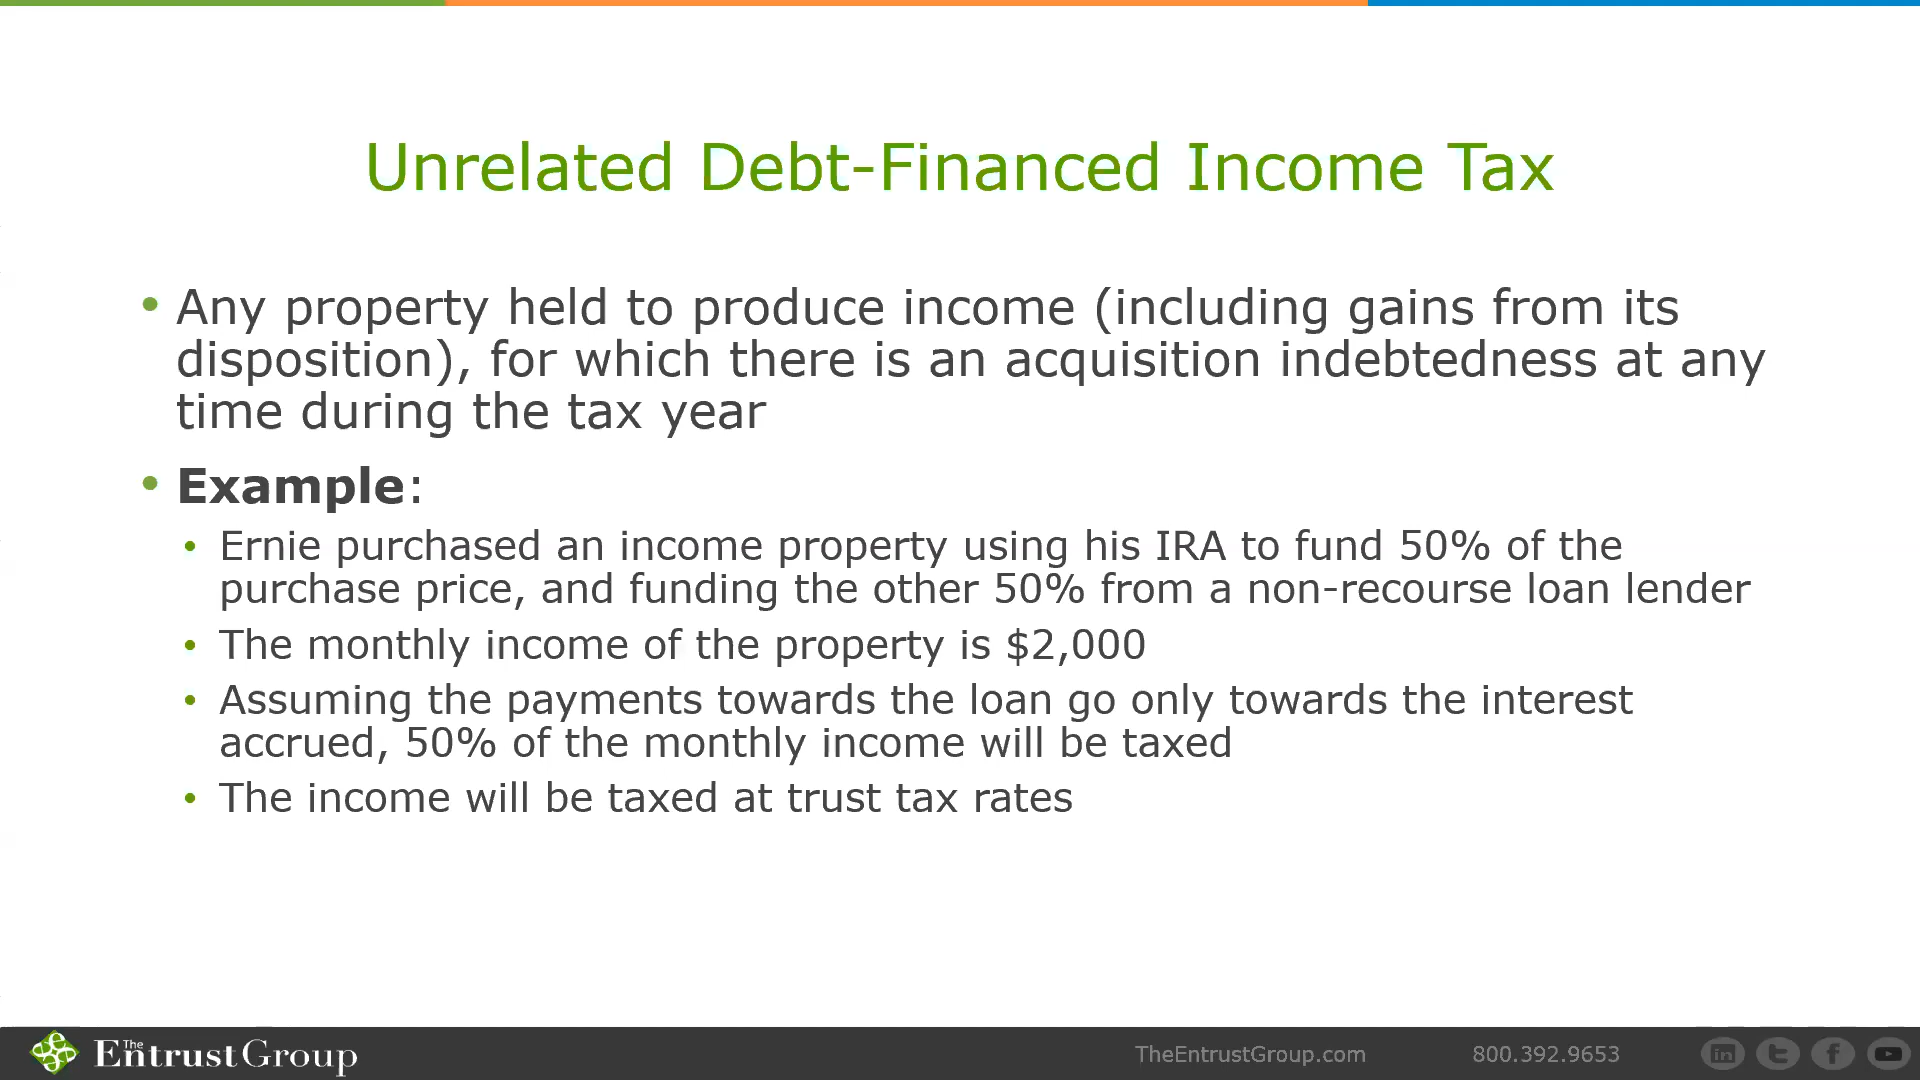 Unrelated Debt-Financed Income Tax
• Any property held to produce income (including gains from its
disposition), for which there is an acquisition indebtedness at any
time during the tax year
• Example:
• Ernie purchased an income property using his IRA to fund 50% of the
purchase price, and funding the other 50% from a non-recourse loan lender
• The monthly income of the property is $2,000
• Assuming the payments towards the loan go only towards the interest
accrued, 50% of the monthly income will be taxed
• The income will be taxed at trust tax rates
The EntrustGroup
TheEntrustGroup.com
800.392.9653